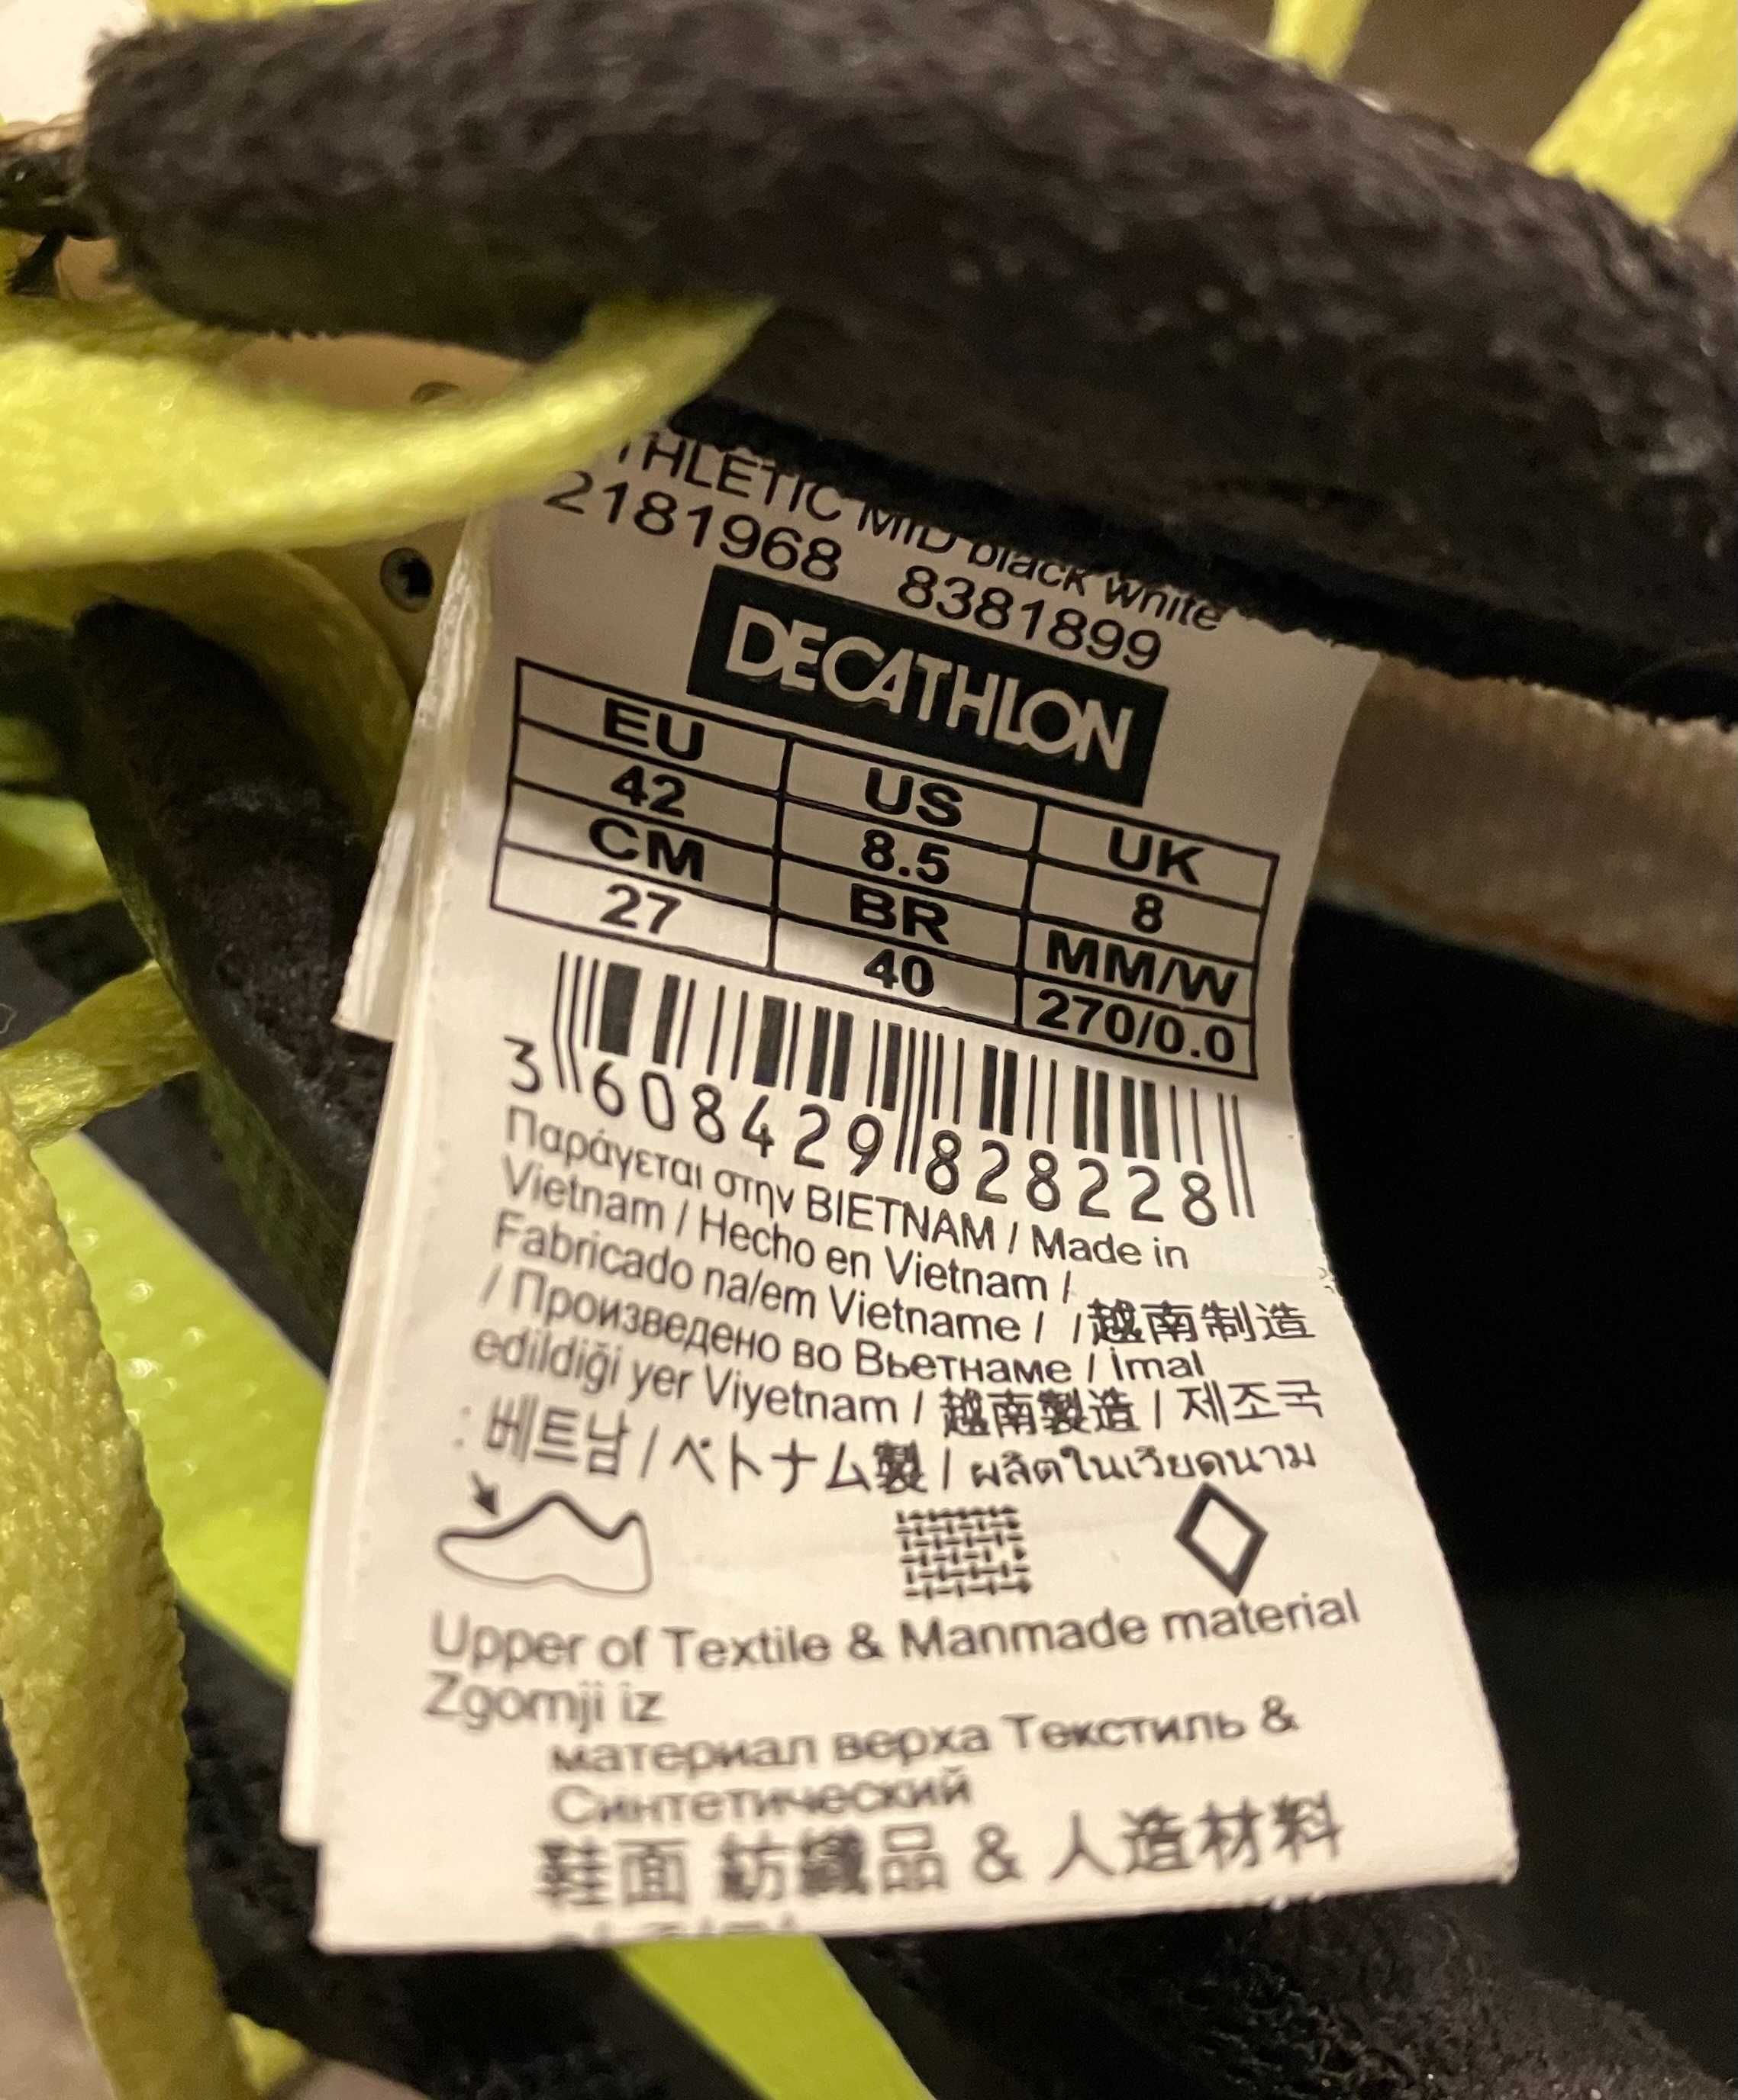 THLETIC MID black white
2181968 8381899
DECATHLON
EU US UK
42 8.5 8
CM BR MM/W
27 40 270/0.0
3 608429 828228
Παράγεται στην ΒΙΕΤΝΑΜ / Made in
Vietnam / Hecho en Vietnam /
Fabricado na/em Vietname / / 越南制造
/ Произведено во Вьетнаме / İmal
edildiği yer Viyetnam / 越南製造 / 제조국
: 베트남 / ベトナム製 / ผลิตในเวียดนาม
Upper of Textile & Manmade material
Zgornji iz
материал верха Текстиль &
Синтетический
鞋面 紡織品 & 人造材料